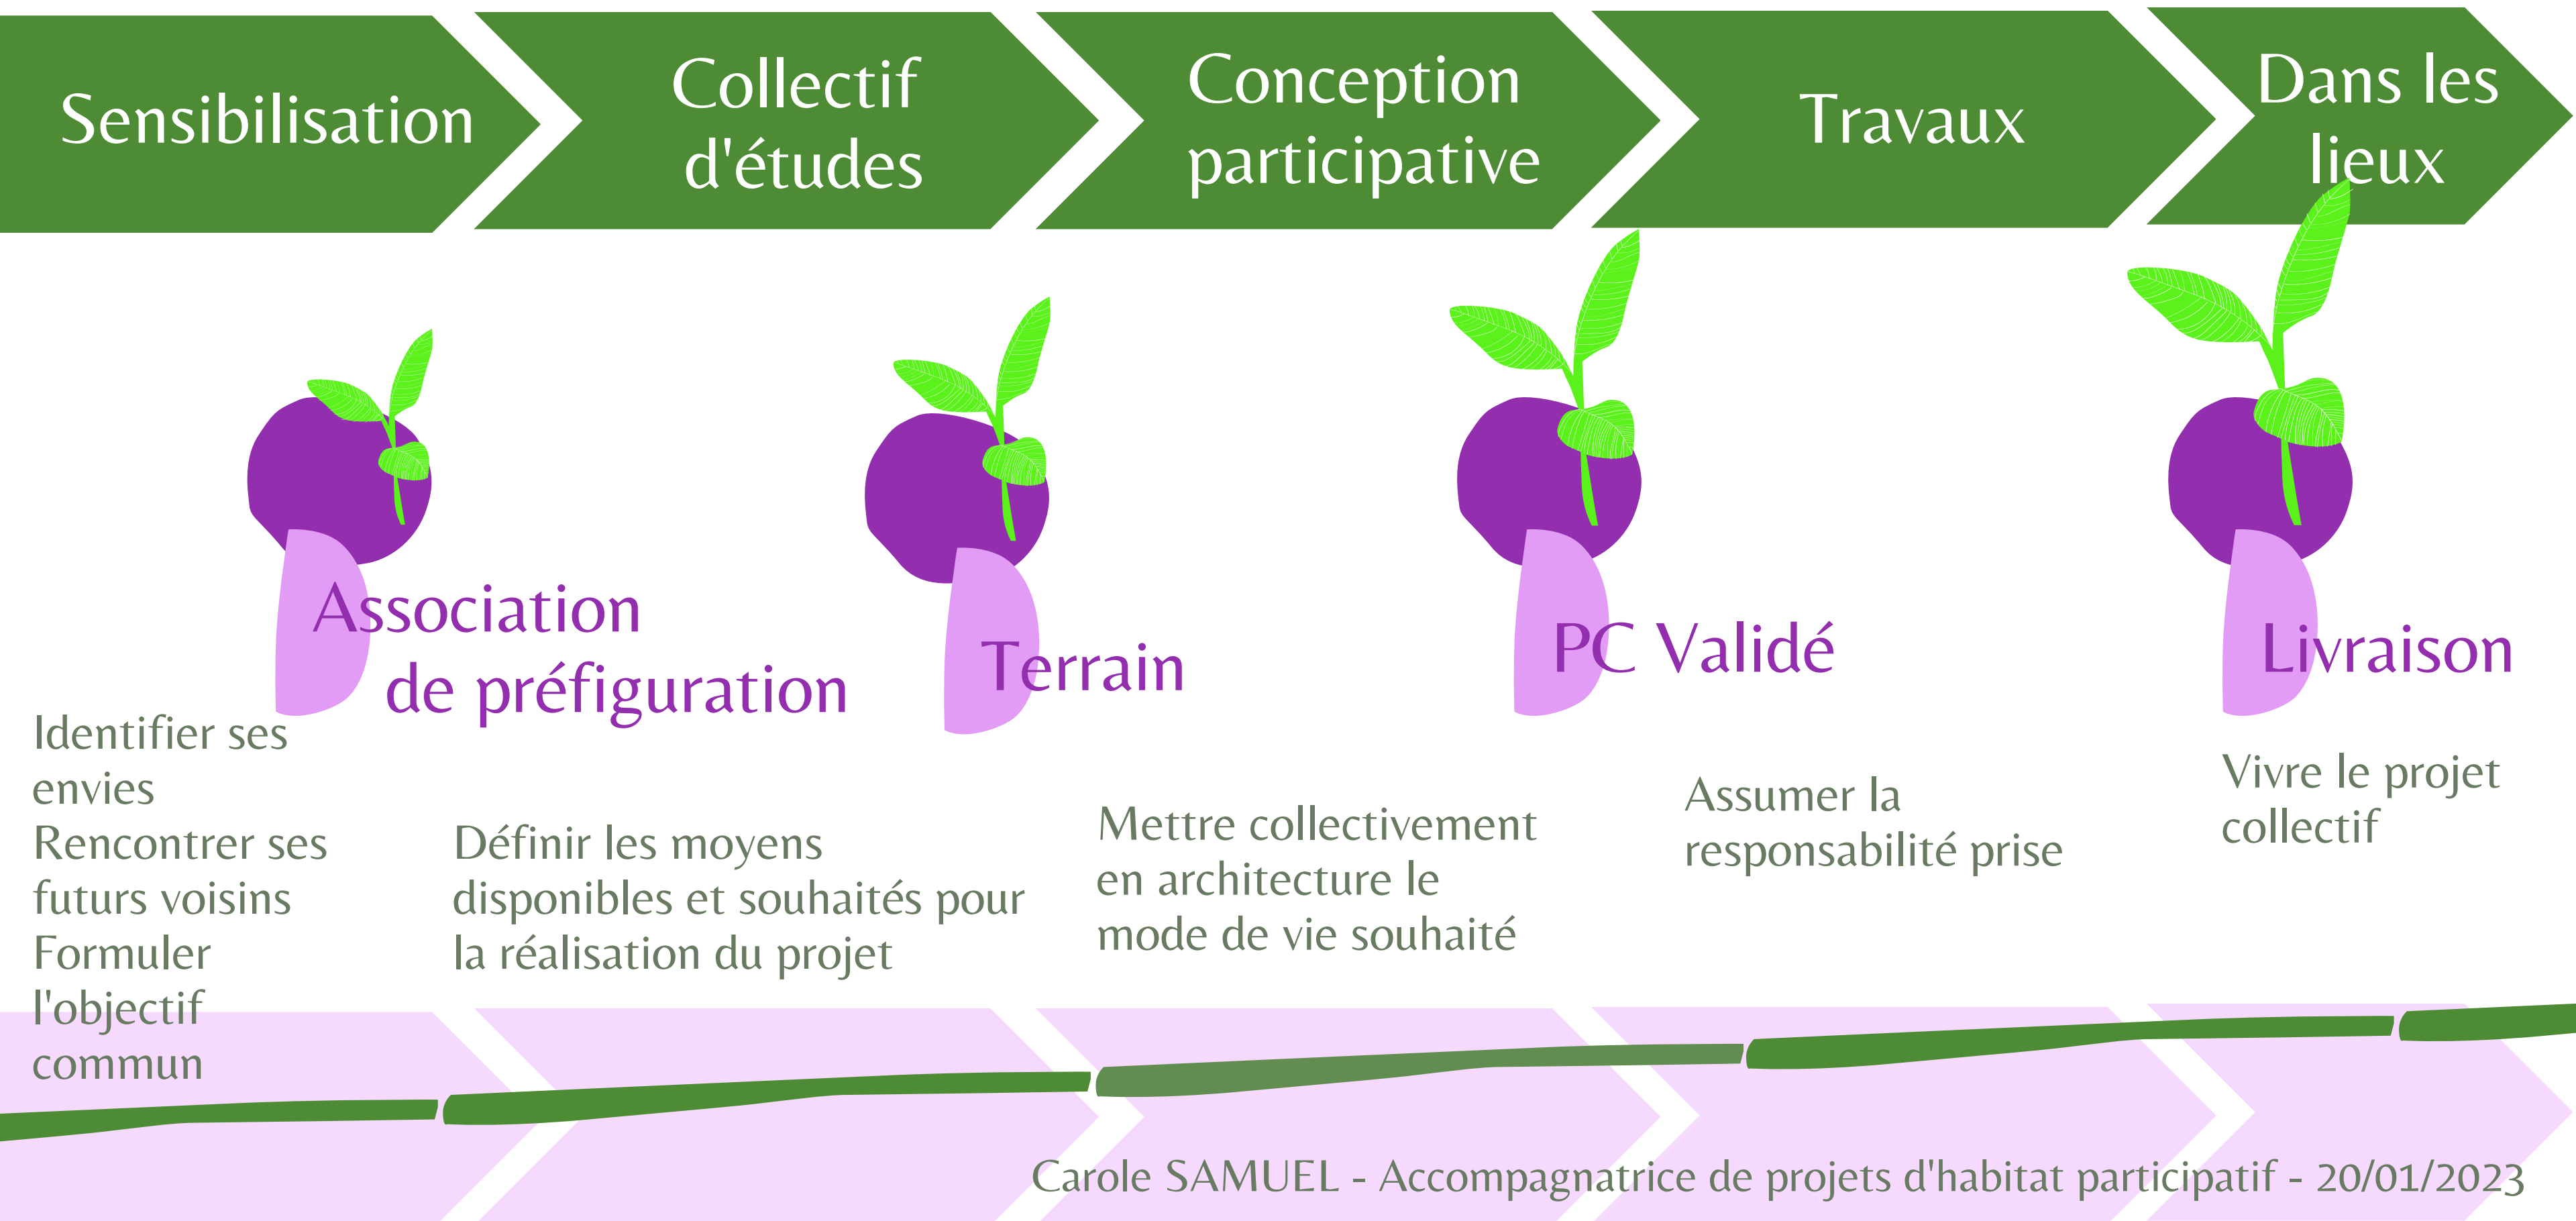 Sensibilisation
Collectif
d'études
Conception
participative
Travaux
Dans les
lieux
Association
de préfiguration
Terrain
PC Validé
Livraison
Identifier ses
envies
Rencontrer ses
futurs voisins
Formuler
l'objectif
commun
Définir les moyens
disponibles et souhaités pour
la réalisation du projet
Mettre collectivement
en architecture le
mode de vie souhaité
Assumer la
responsabilité prise
Vivre le projet
collectif
Carole SAMUEL - Accompagnatrice de projets d'habitat participatif - 20/01/2023